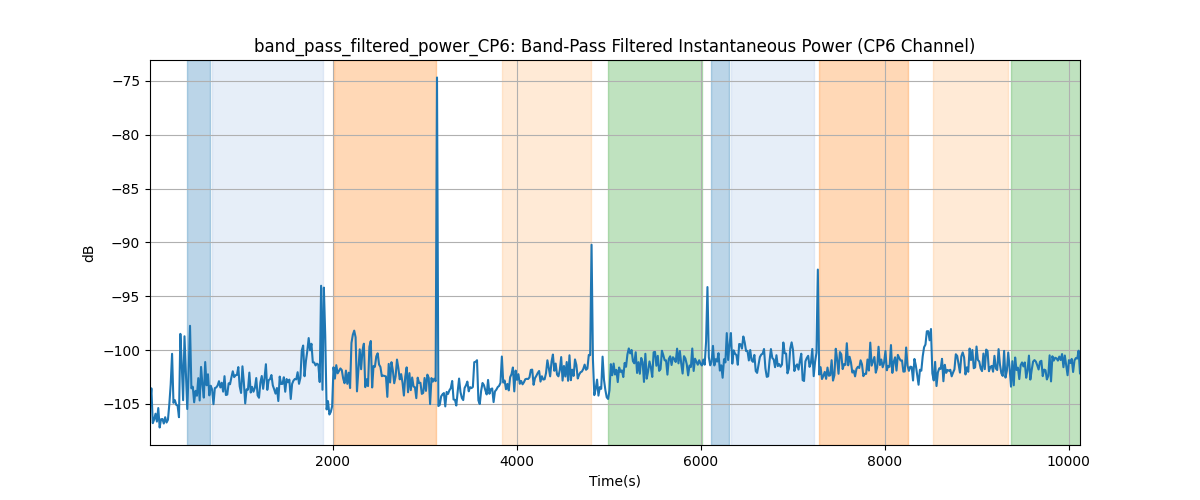 band_pass_filtered_power_CP6: Band-Pass Filtered Instantaneous Power (CP6 Channel)
−75
−80
−85
−90
−95
−100
−105
dB
2000 4000 6000 8000 10000
Time(s)